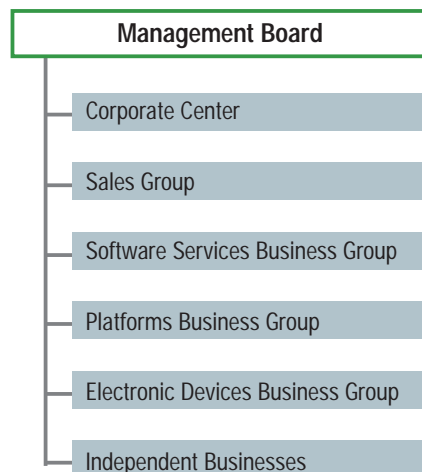 Management Board
Corporate Center
Sales Group
Software Services Business Group
Platforms Business Group
Electronic Devices Business Group
Independent Businesses